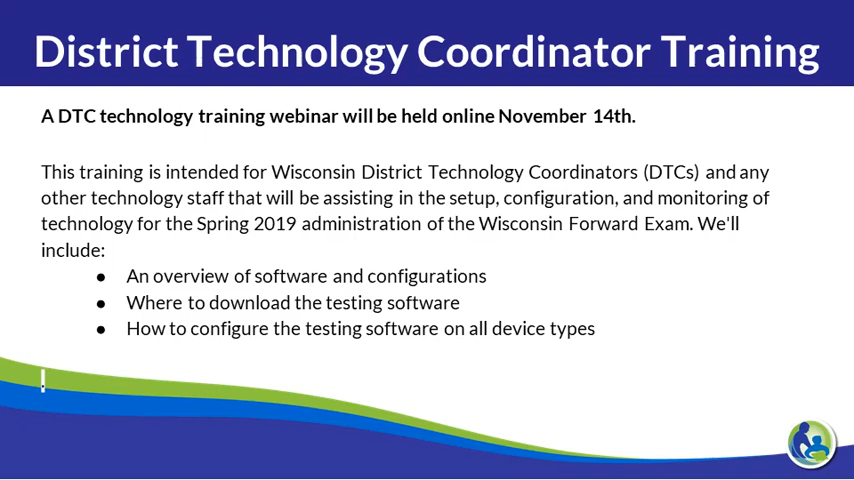 District Technology Coordinator Training
A DTC technology training webinar will be held online November 14th.
This training is intended for Wisconsin District Technology Coordinators (DTCs) and any
other technology staff that will be assisting in the setup, configuration, and monitoring of
technology for the Spring 2019 administration of the Wisconsin Forward Exam. We'll
include:
● An overview of software and configurations
● Where to download the testing software
● How to configure the testing software on all device types